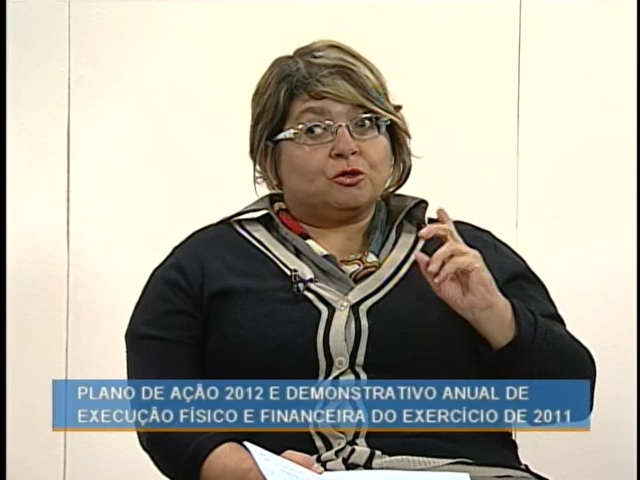 PLANO DE AÇÃO 2012 E DEMONSTRATIVO ANUAL DE
EXECUÇÃO FÍSICO E FINANCEIRA DO EXERCÍCIO DE 2011